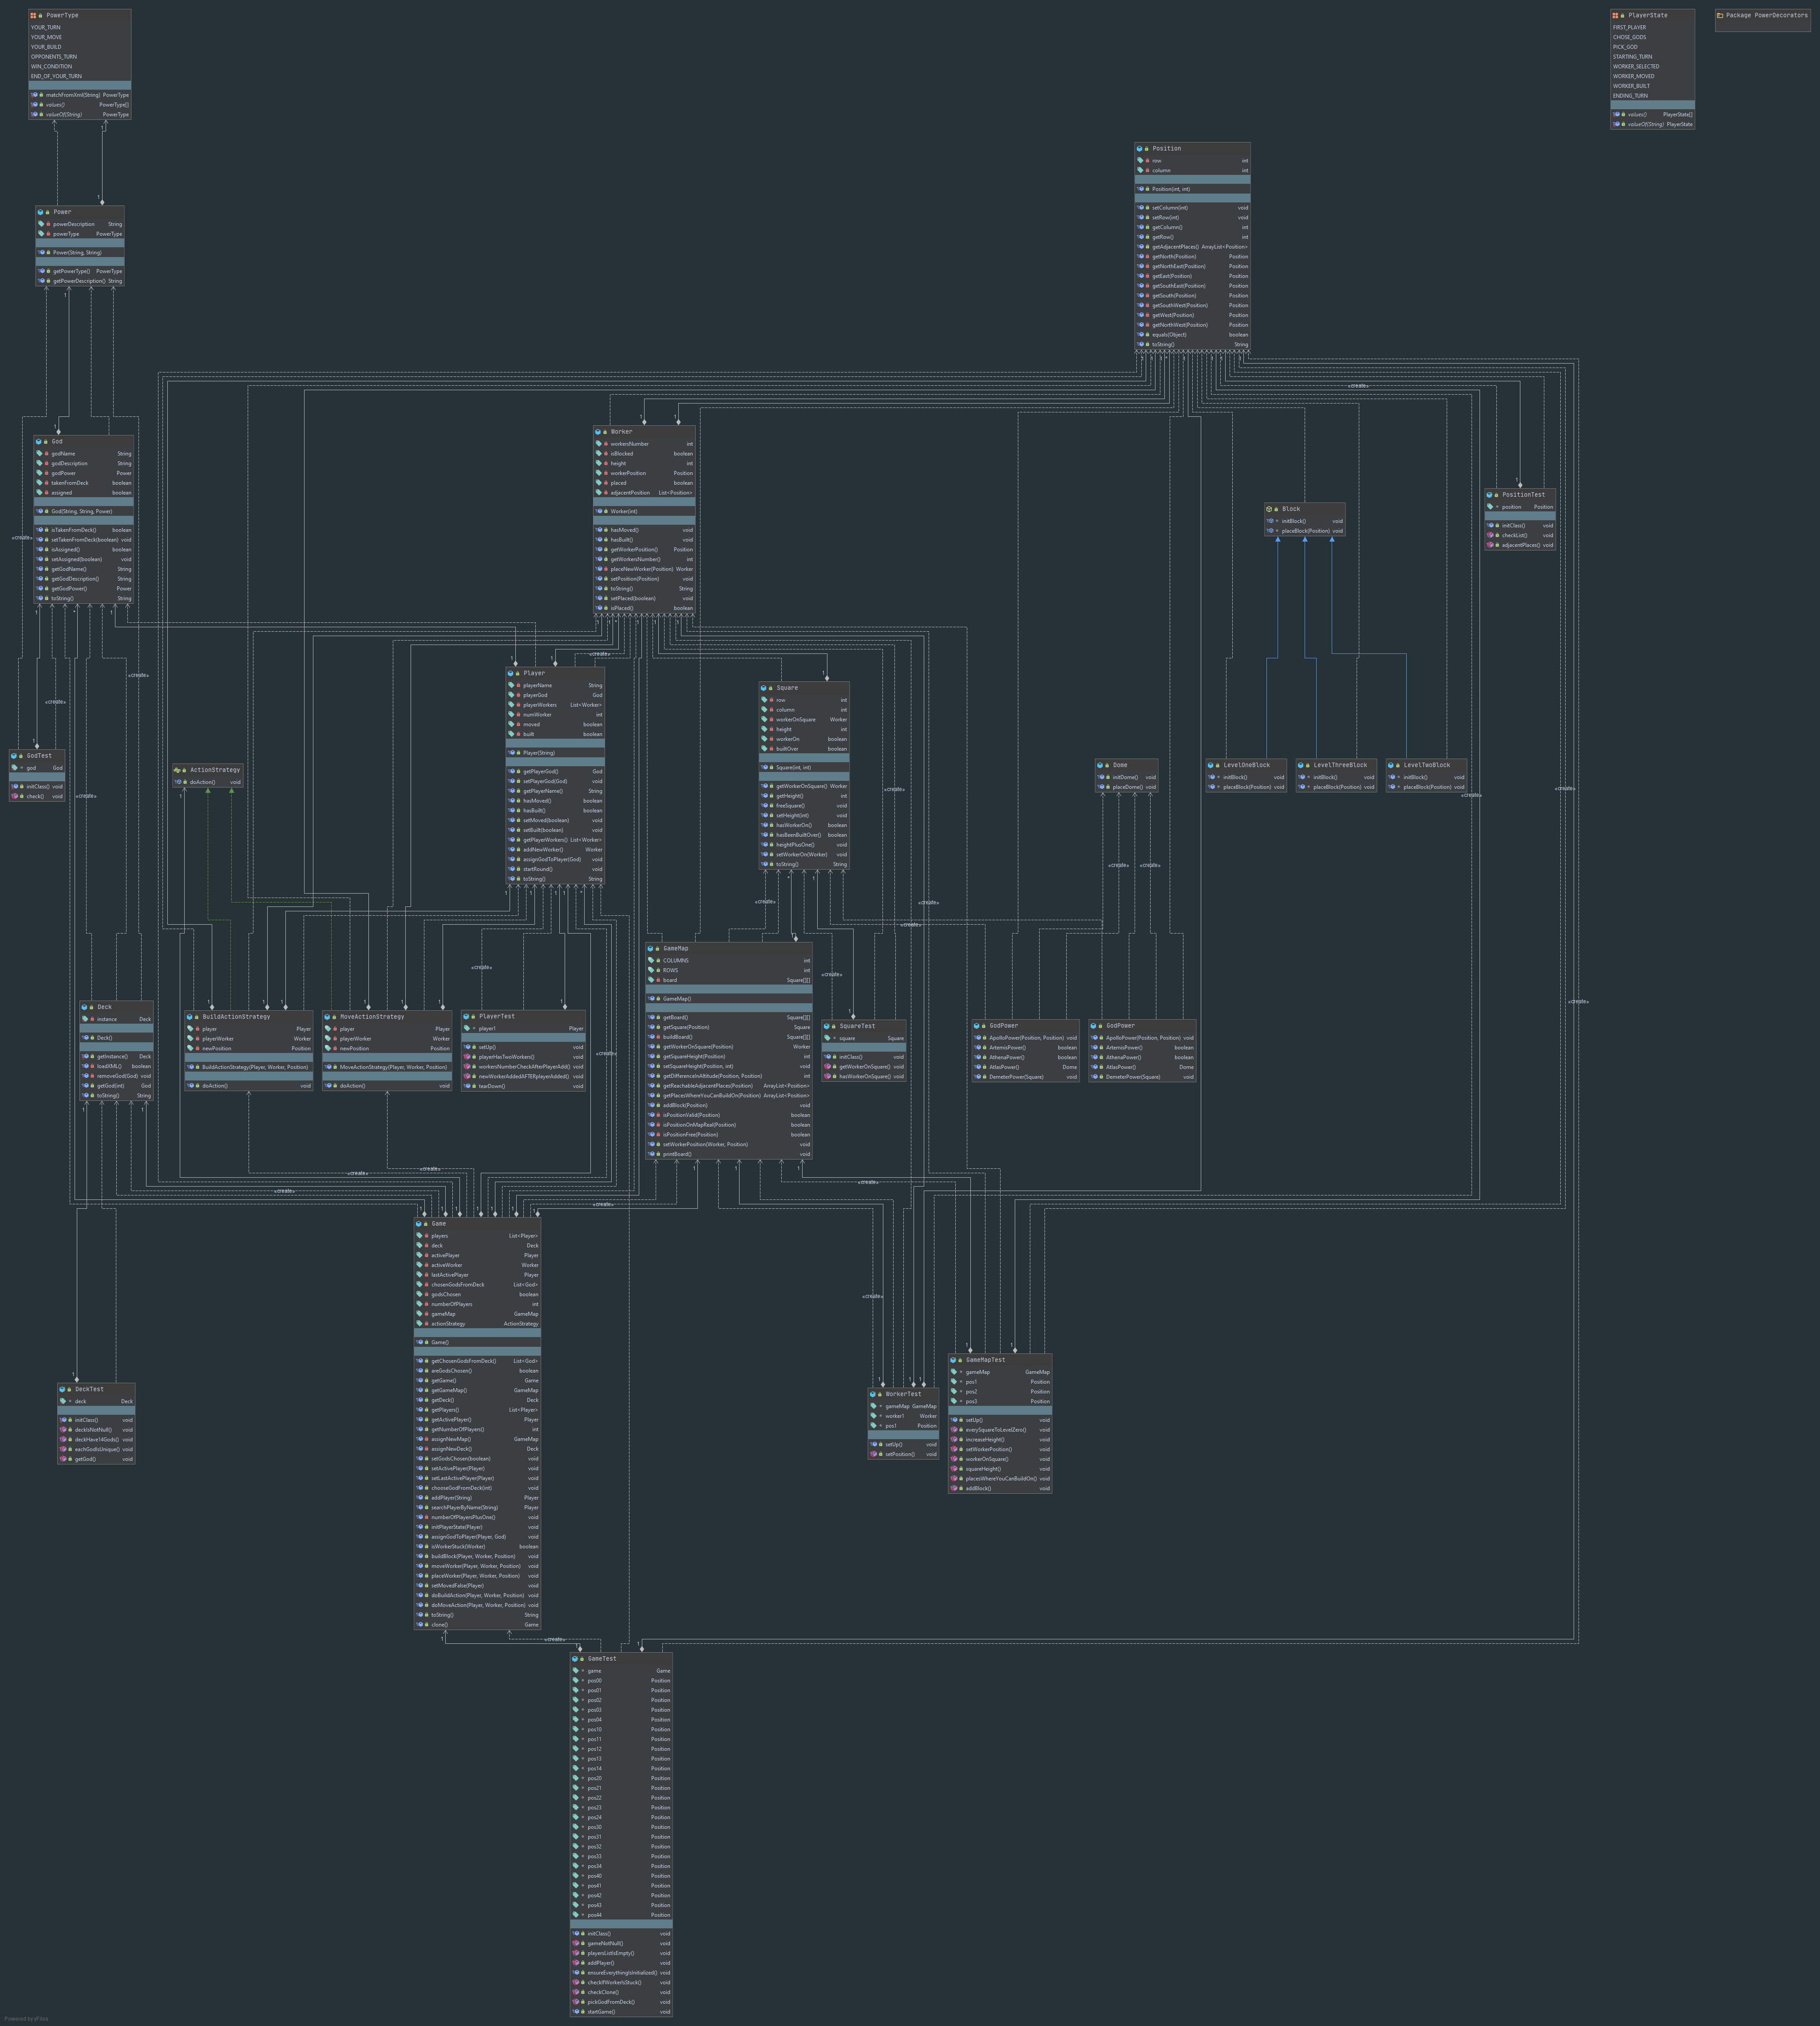 PowerType
YOUR_TURN
YOUR_MOVE
YOUR_BUILD
OPPONENTS_TURN
WIN_CONDITION
END_OF_YOUR_TURN
matchFromXml(String) PowerType
values() PowerType[]
valueOf(String) PowerType
PlayerState
FIRST_PLAYER
CHOSE_GODS
PICK_GOD
STARTING_TURN
WORKER_SELECTED
WORKER_MOVED
WORKER_BUILT
ENDING_TURN
values() PlayerState[]
valueOf(String) PlayerState
Package PowerDecorators
Position
row int
column int
Position(int, int)
setColumn(int) void
setRow(int) void
getColumn() int
getRow() int
getAdjacentPlaces() ArrayList<Position>
getNorth(Position) Position
getNorthEast(Position) Position
getEast(Position) Position
getSouthEast(Position) Position
getSouth(Position) Position
getSouthWest(Position) Position
getWest(Position) Position
getNorthWest(Position) Position
equals(Object) boolean
toString() String
Power
powerDescription String
powerType PowerType
Power(String, String)
getPowerType() PowerType
getPowerDescription() String
God
godName String
godDescription String
godPower Power
takenFromDeck boolean
assigned boolean
God(String, String, Power)
isTakenFromDeck() boolean
setTakenFromDeck(boolean) void
isAssigned() boolean
setAssigned(boolean) void
getGodName() String
getGodDescription() String
getGodPower() Power
toString() String
Worker
workersNumber int
isBlocked boolean
height int
workerPosition Position
placed boolean
adjacentPosition List<Position>
Worker(int)
hasMoved() void
hasBuilt() void
getWorkerPosition() Position
getWorkersNumber() int
placeNewWorker(Position) Worker
setPosition(Position) void
toString() String
setPlaced(boolean) void
isPlaced() boolean
Block
initBlock() void
placeBlock(Position) void
PositionTest
position Position
initClass() void
checkList() void
adjacentPlaces() void
Player
playerName String
playerGod God
playerWorkers List<Worker>
numWorker int
moved boolean
built boolean
Player(String)
getPlayerGod() God
setPlayerGod(God) void
getPlayerName() String
hasMoved() boolean
hasBuilt() boolean
setMoved(boolean) void
setBuilt(boolean) void
getPlayerWorkers() List<Worker>
addNewWorker() Worker
assignGodToPlayer(God) void
startRound() void
toString() String
Square
row int
column int
workerOnSquare Worker
height int
workerOn boolean
builtOver boolean
Square(int, int)
getWorkerOnSquare() Worker
getHeight() int
freeSquare() void
setHeight(int) void
hasWorkerOn() boolean
hasBeenBuiltOver() boolean
heightPlusOne() void
setWorkerOn(Worker) void
toString() String
GodTest
god God
initClass() void
check() void
ActionStrategy
doAction() void
Dome
initDome() void
placeDome() void
LevelOneBlock
initBlock() void
placeBlock(Position) void
LevelThreeBlock
initBlock() void
placeBlock(Position) void
LevelTwoBlock
initBlock() void
placeBlock(Position) void
Deck
instance Deck
Deck()
getInstance() Deck
loadXML() boolean
removeGod(God) void
getGod(int) God
toString() String
BuildActionStrategy
player Player
playerWorker Worker
newPosition Position
BuildActionStrategy(Player, Worker, Position)
doAction() void
MoveActionStrategy
player Player
playerWorker Worker
newPosition Position
MoveActionStrategy(Player, Worker, Position)
doAction() void
PlayerTest
player1 Player
setUp() void
playerHasTwoWorkers() void
workersNumberCheckAfterPlayerAdd() void
newWorkerAddedAFTERplayerAdded() void
tearDown() void
GameMap
COLUMNS int
ROWS int
board Square[][]
GameMap()
getBoard() Square[][]
getSquare(Position) Square
buildBoard() Square[][]
getWorkerOnSquare(Position) Worker
getSquareHeight(Position) int
setSquareHeight(Position, int) void
getDifferenceInAltitude(Position, Position) int
getReachableAdjacentPlaces(Position) ArrayList<Position>
getPlacesWhereYouCanBuildOn(Position) ArrayList<Position>
addBlock(Position) void
isPositionValid(Position) boolean
isPositionOnMapReal(Position) boolean
isPositionFree(Position) boolean
setWorkerPosition(Worker, Position) void
printBoard() void
SquareTest
square Square
initClass() void
getWorkerOnSquare() void
hasWorkerOnSquare() void
GodPower
ApolloPower(Position, Position) void
ArtemisPower() boolean
AthenaPower() boolean
AtlasPower() Dome
DemeterPower(Square) void
GodPower
ApolloPower(Position, Position) void
ArtemisPower() boolean
AthenaPower() boolean
AtlasPower() Dome
DemeterPower(Square) void
Game
players List<Player>
deck Deck
activePlayer Player
activeWorker Worker
lastActivePlayer Player
chosenGodsFromDeck List<God>
godsChosen boolean
numberOfPlayers int
gameMap GameMap
actionStrategy ActionStrategy
Game()
getChosenGodsFromDeck() List<God>
areGodsChosen() boolean
getGame() Game
getGameMap() GameMap
getDeck() Deck
getPlayers() List<Player>
getActivePlayer() Player
getNumberOfPlayers() int
assignNewMap() GameMap
assignNewDeck() Deck
setGodsChosen(boolean) void
setActivePlayer(Player) void
setLastActivePlayer(Player) void
chooseGodFromDeck(int) void
addPlayer(String) Player
searchPlayerByName(String) Player
numberOfPlayersPlusOne() void
initPlayerState(Player) void
assignGodToPlayer(Player, God) void
isWorkerStuck(Worker) boolean
buildBlock(Player, Worker, Position) void
moveWorker(Player, Worker, Position) void
placeWorker(Player, Worker, Position) void
setMovedFalse(Player) void
doBuildAction(Player, Worker, Position) void
doMoveAction(Player, Worker, Position) void
toString() String
clone() Game
DeckTest
deck Deck
initClass() void
deckIsNotNull() void
deckHave14Gods() void
eachGodIsUnique() void
getGod() void
WorkerTest
gameMap GameMap
worker1 Worker
pos1 Position
setUp() void
setPosition() void
GameMapTest
gameMap GameMap
pos1 Position
pos2 Position
pos3 Position
setUp() void
everySquareToLevelZero() void
increaseHeight() void
setWorkerPosition() void
workerOnSquare() void
squareHeight() void
placesWhereYouCanBuildOn() void
addBlock() void
GameTest
game Game
pos00 Position
pos01 Position
pos02 Position
pos03 Position
pos04 Position
pos10 Position
pos11 Position
pos12 Position
pos13 Position
pos14 Position
pos20 Position
pos21 Position
pos22 Position
pos23 Position
pos24 Position
pos30 Position
pos31 Position
pos32 Position
pos33 Position
pos34 Position
pos40 Position
pos41 Position
pos42 Position
pos43 Position
pos44 Position
initClass() void
gameNotNull() void
playersListIsEmpty() void
addPlayer() void
ensureEverythingIsInitialized() void
checkIfWorkerIsStuck() void
checkClone() void
pickGodFromDeck() void
startGame() void
Powered by yFiles